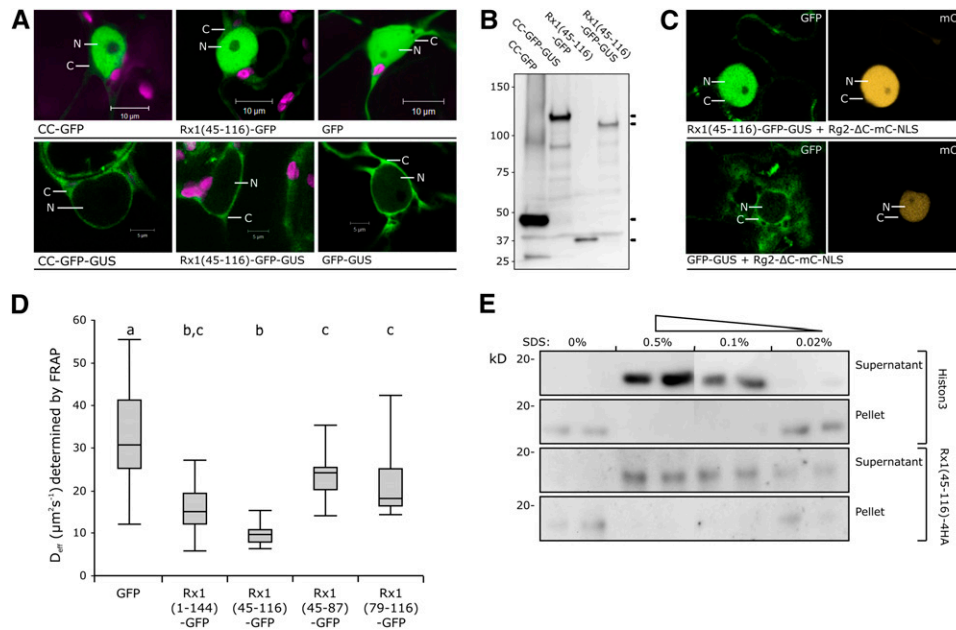 A
N
C
10 µm
N
C
10 µm
C
N
10 µm
CC-GFP
Rx1(45-116)-GFP
GFP
C
N
5 µm
N
C
5 µm
C
N
5 µm
CC-GFP-GUS
Rx1(45-116)-GFP-GUS
GFP-GUS
B
CC-GFP
CC-GFP-GUS
Rx1(45-116)
-GFP
Rx1(45-116)
-GFP-GUS
150
100
75
50
37
25
C
GFP
mC
N
C
N
C
Rx1(45-116)-GFP-GUS + Rg2-ΔC-mC-NLS
GFP
mC
N
C
N
C
GFP-GUS + Rg2-ΔC-mC-NLS
D
Deff (µm²s⁻¹) determined by FRAP
60
50
40
30
20
10
0
a
b,c
b
c
c
GFP
Rx1
(1-144)
-GFP
Rx1
(45-116)
-GFP
Rx1
(45-87)
-GFP
Rx1
(79-116)
-GFP
E
SDS:
0%
0.5%
0.1%
0.02%
kD
20-
Supernatant
20-
Pellet
Histon3
20-
Supernatant
20-
Pellet
Rx1(45-116)-4HA